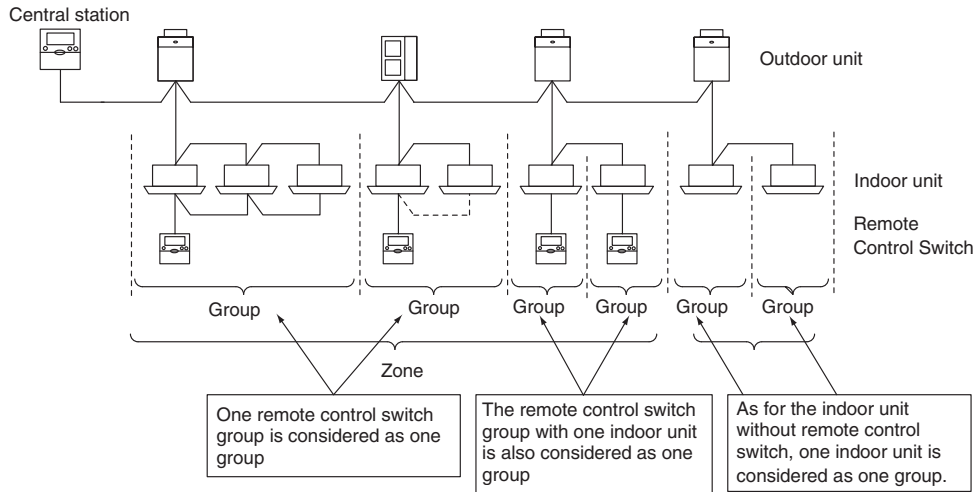 Central station
Outdoor unit
Indoor unit
Remote
Control Switch
Group
Group
Group
Group
Group
Group
Zone
One remote control switch
group is considered as one
group
The remote control switch
group with one indoor unit
is also considered as one
group
As for the indoor unit
without remote control
switch, one indoor unit is
considered as one group.